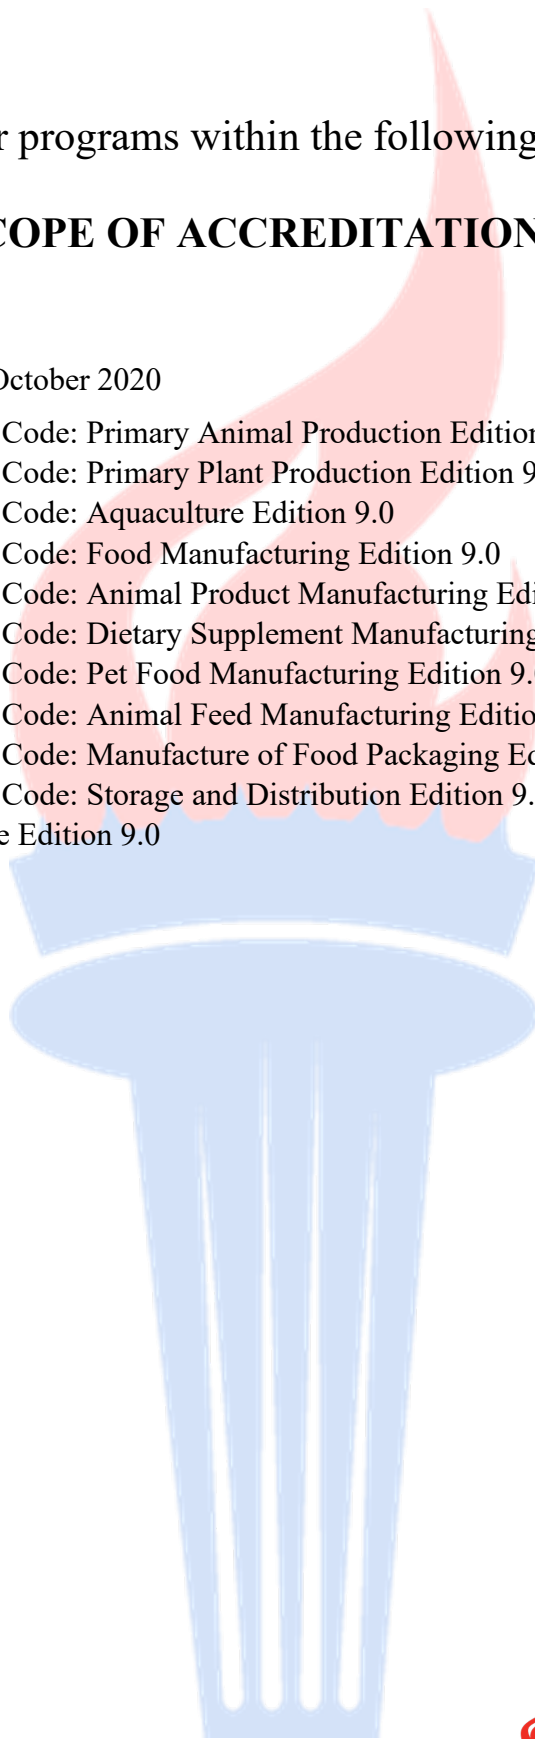 r programs within the following
COPE OF ACCREDITATION
October 2020
Code: Primary Animal Production Edition
Code: Primary Plant Production Edition 9
Code: Aquaculture Edition 9.0
Code: Food Manufacturing Edition 9.0
Code: Animal Product Manufacturing Edi
Code: Dietary Supplement Manufacturing
Code: Pet Food Manufacturing Edition 9.
Code: Animal Feed Manufacturing Editio
Code: Manufacture of Food Packaging Ed
Code: Storage and Distribution Edition 9.
e Edition 9.0